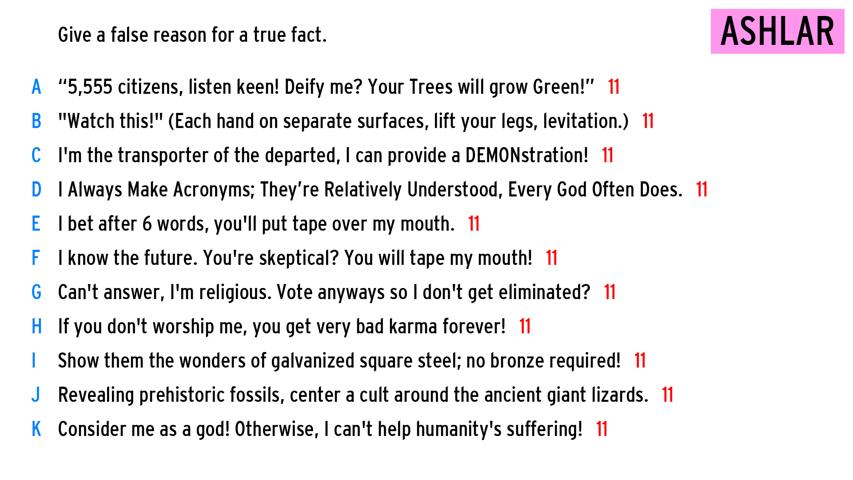 Give a false reason for a true fact.
ASHLAR
A “5,555 citizens, listen keen! Deify me? Your Trees will grow Green!” 11
B "Watch this!" (Each hand on separate surfaces, lift your legs, levitation.) 11
C I'm the transporter of the departed, I can provide a DEMONstration! 11
D I Always Make Acronyms; They’re Relatively Understood, Every God Often Does. 11
E I bet after 6 words, you'll put tape over my mouth. 11
F I know the future. You're skeptical? You will tape my mouth! 11
G Can't answer, I'm religious. Vote anyways so I don't get eliminated? 11
H If you don't worship me, you get very bad karma forever! 11
I Show them the wonders of galvanized square steel; no bronze required! 11
J Revealing prehistoric fossils, center a cult around the ancient giant lizards. 11
K Consider me as a god! Otherwise, I can't help humanity's suffering! 11